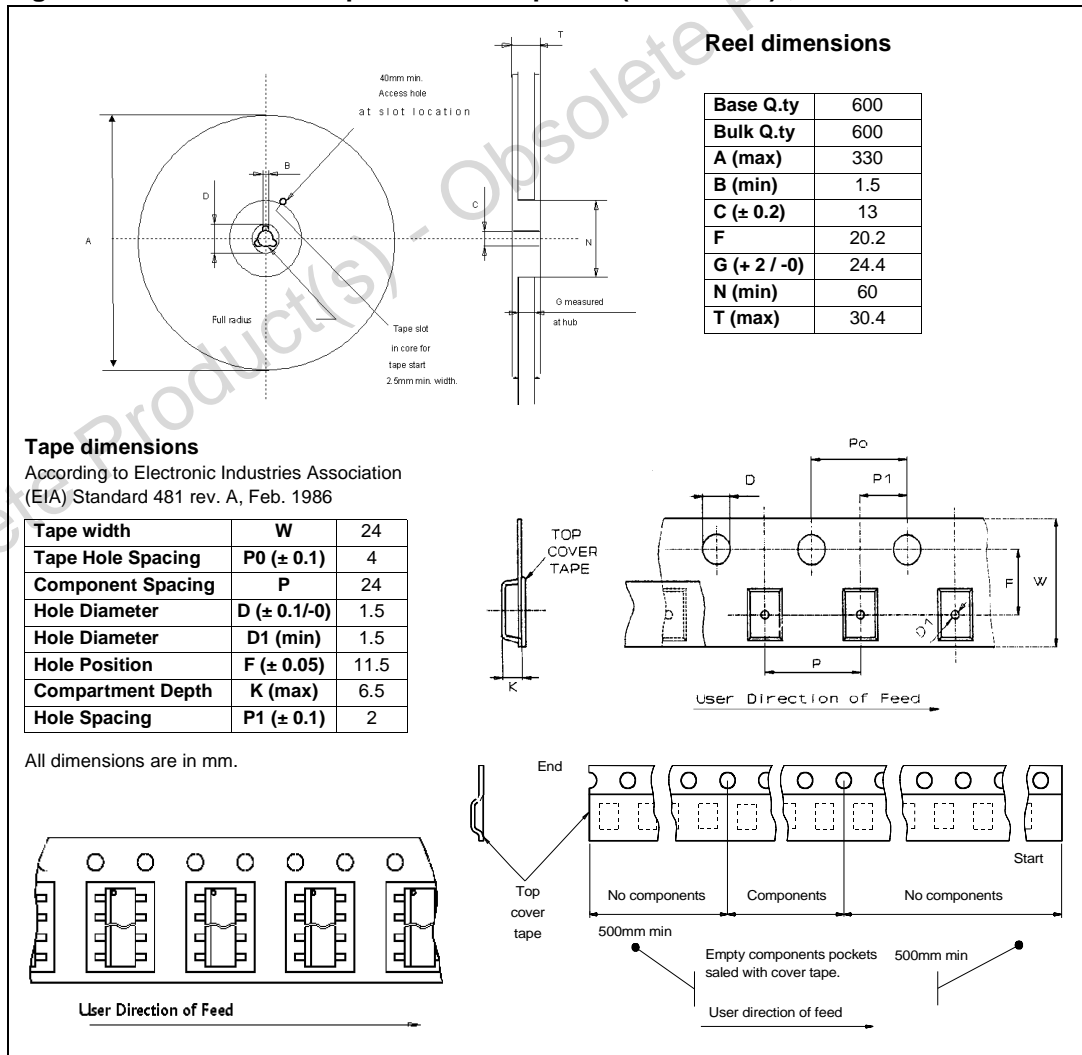 Reel dimensions
Base Q.ty 600
Bulk Q.ty 600
A (max) 330
B (min) 1.5
C (± 0.2) 13
F 20.2
G (+ 2 / -0) 24.4
N (min) 60
T (max) 30.4
T
40mm min.
Access hole
at slot location
B
D
C
A
N
G measured
at hub
Full radius
Tape slot
in core for
tape start
2.5mm min. width.
Tape dimensions
According to Electronic Industries Association
(EIA) Standard 481 rev. A, Feb. 1986
Tape width W 24
Tape Hole Spacing P0 (± 0.1) 4
Component Spacing P 24
Hole Diameter D (± 0.1/-0) 1.5
Hole Diameter D1 (min) 1.5
Hole Position F (± 0.05) 11.5
Compartment Depth K (max) 6.5
Hole Spacing P1 (± 0.1) 2
All dimensions are in mm.
Po
D
P1
TOP
COVER
TAPE
F
W
D1
K
P
User Direction of Feed
End
Start
Top
cover
tape
No components
Components
No components
500mm min
Empty components pockets
saled with cover tape.
500mm min
User direction of feed
User Direction of Feed
Product(s) - Obsolete